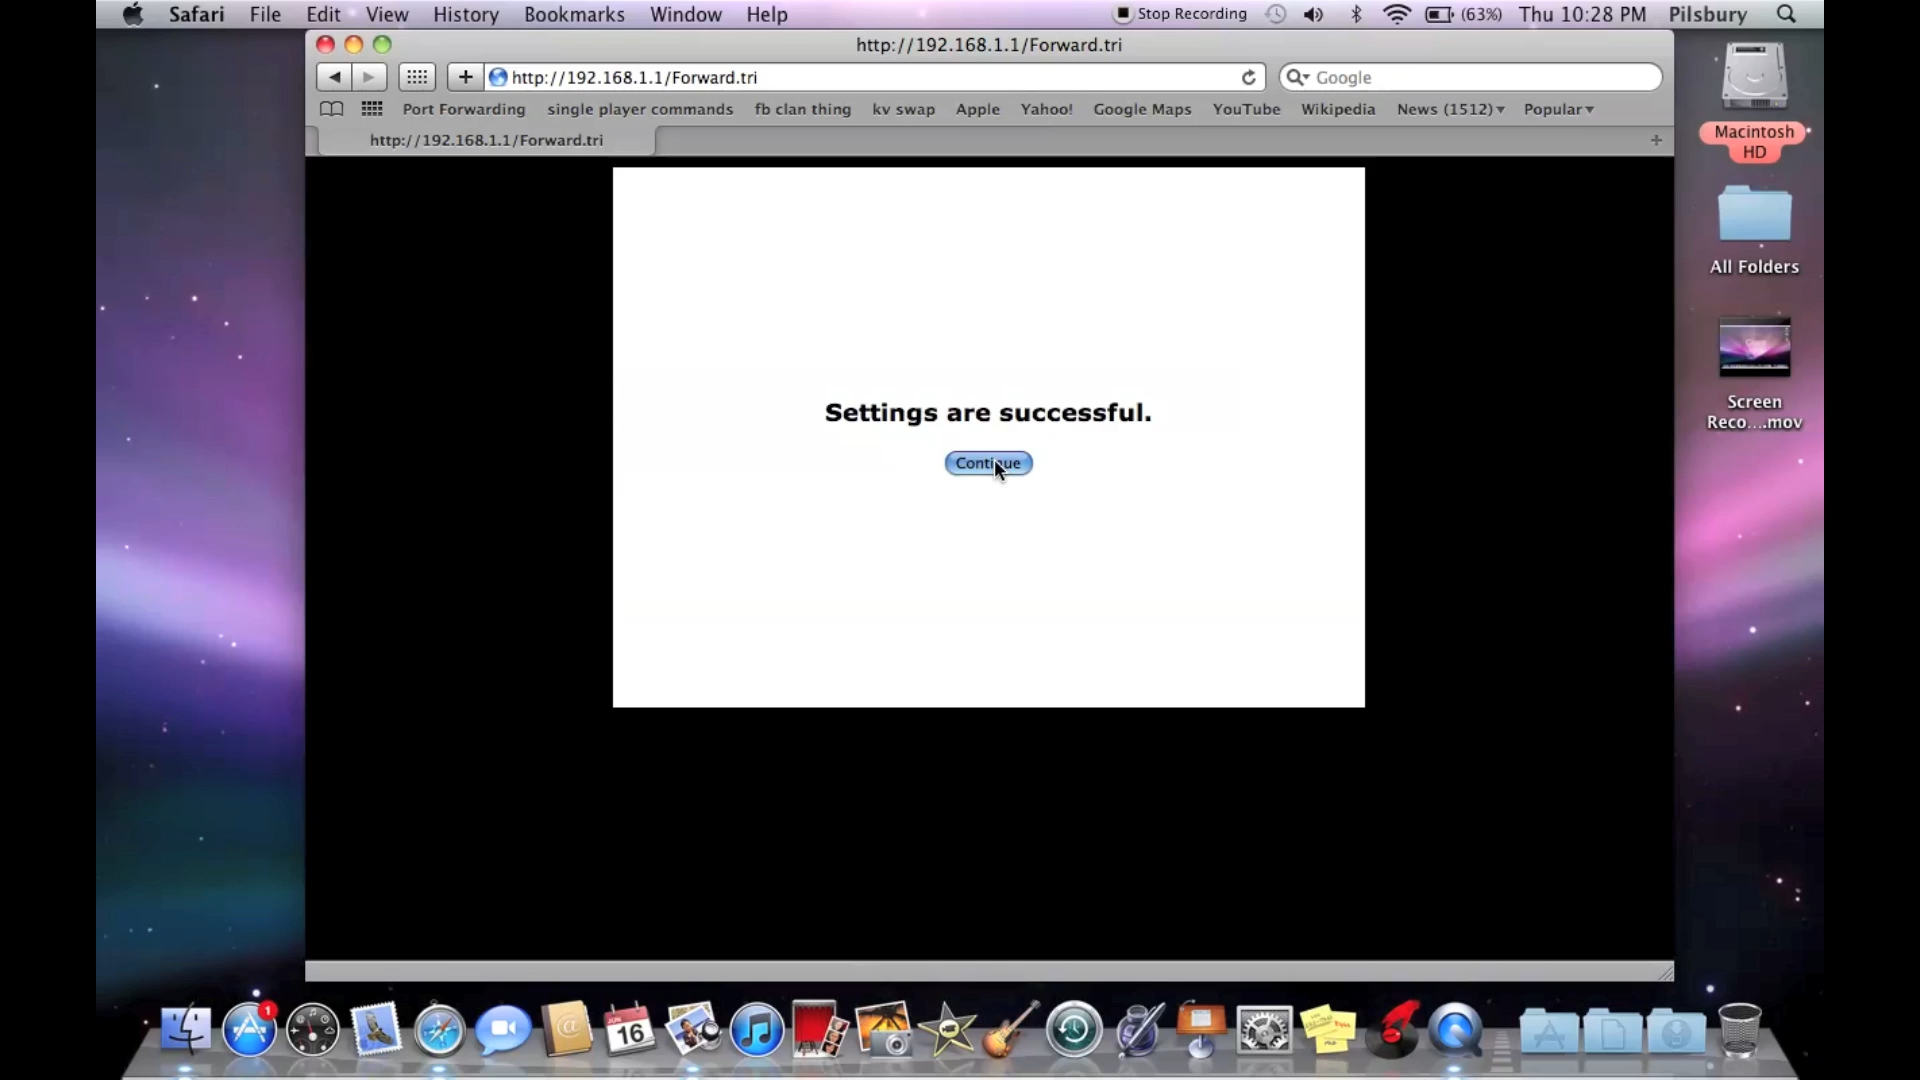 Safari File Edit View History Bookmarks Window Help Stop Recording (63%) Thu 10:28 PM Pilsbury
http://192.168.1.1/Forward.tri
http://192.168.1.1/Forward.tri Google
Port Forwarding single player commands fb clan thing kv swap Apple Yahoo! Google Maps YouTube Wikipedia News (1512) Popular
http://192.168.1.1/Forward.tri
Macintosh
HD
All Folders
Screen
Reco....mov
Settings are successful.
Continue
1
JUN
16